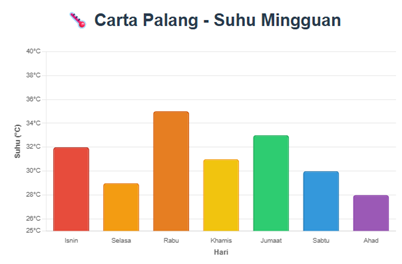 Carta Palang - Suhu Mingguan
40°C
38°C
36°C
34°C
32°C
30°C
28°C
26°C
25°C
Suhu (°C)
Isnin Selasa Rabu Khamis Jumaat Sabtu Ahad
Hari